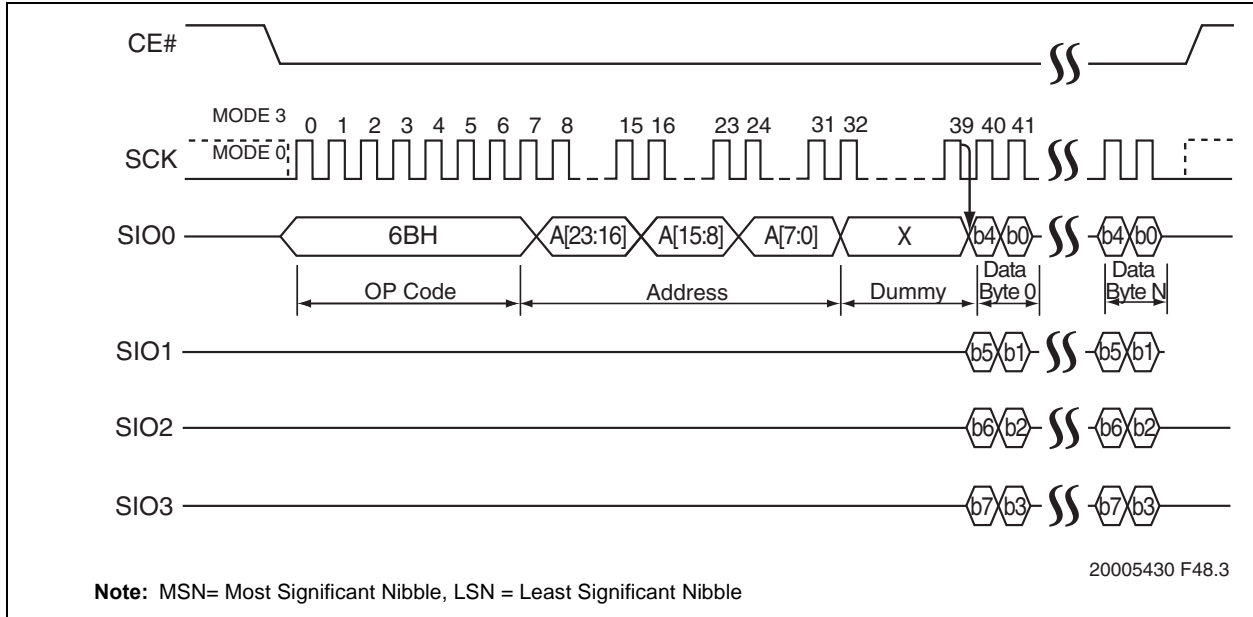 CE#
MODE 3
0 1 2 3 4 5 6 7 8 15 16 23 24 31 32 39 40 41
SCK MODE 0
SIO0 6BH A[23:16] A[15:8] A[7:0] X b4 b0 b4 b0
OP Code Address Dummy Data Byte 0 Data Byte N
SIO1 b5 b1 b5 b1
SIO2 b6 b2 b6 b2
SIO3 b7 b3 b7 b3
20005430 F48.3
Note: MSN= Most Significant Nibble, LSN = Least Significant Nibble